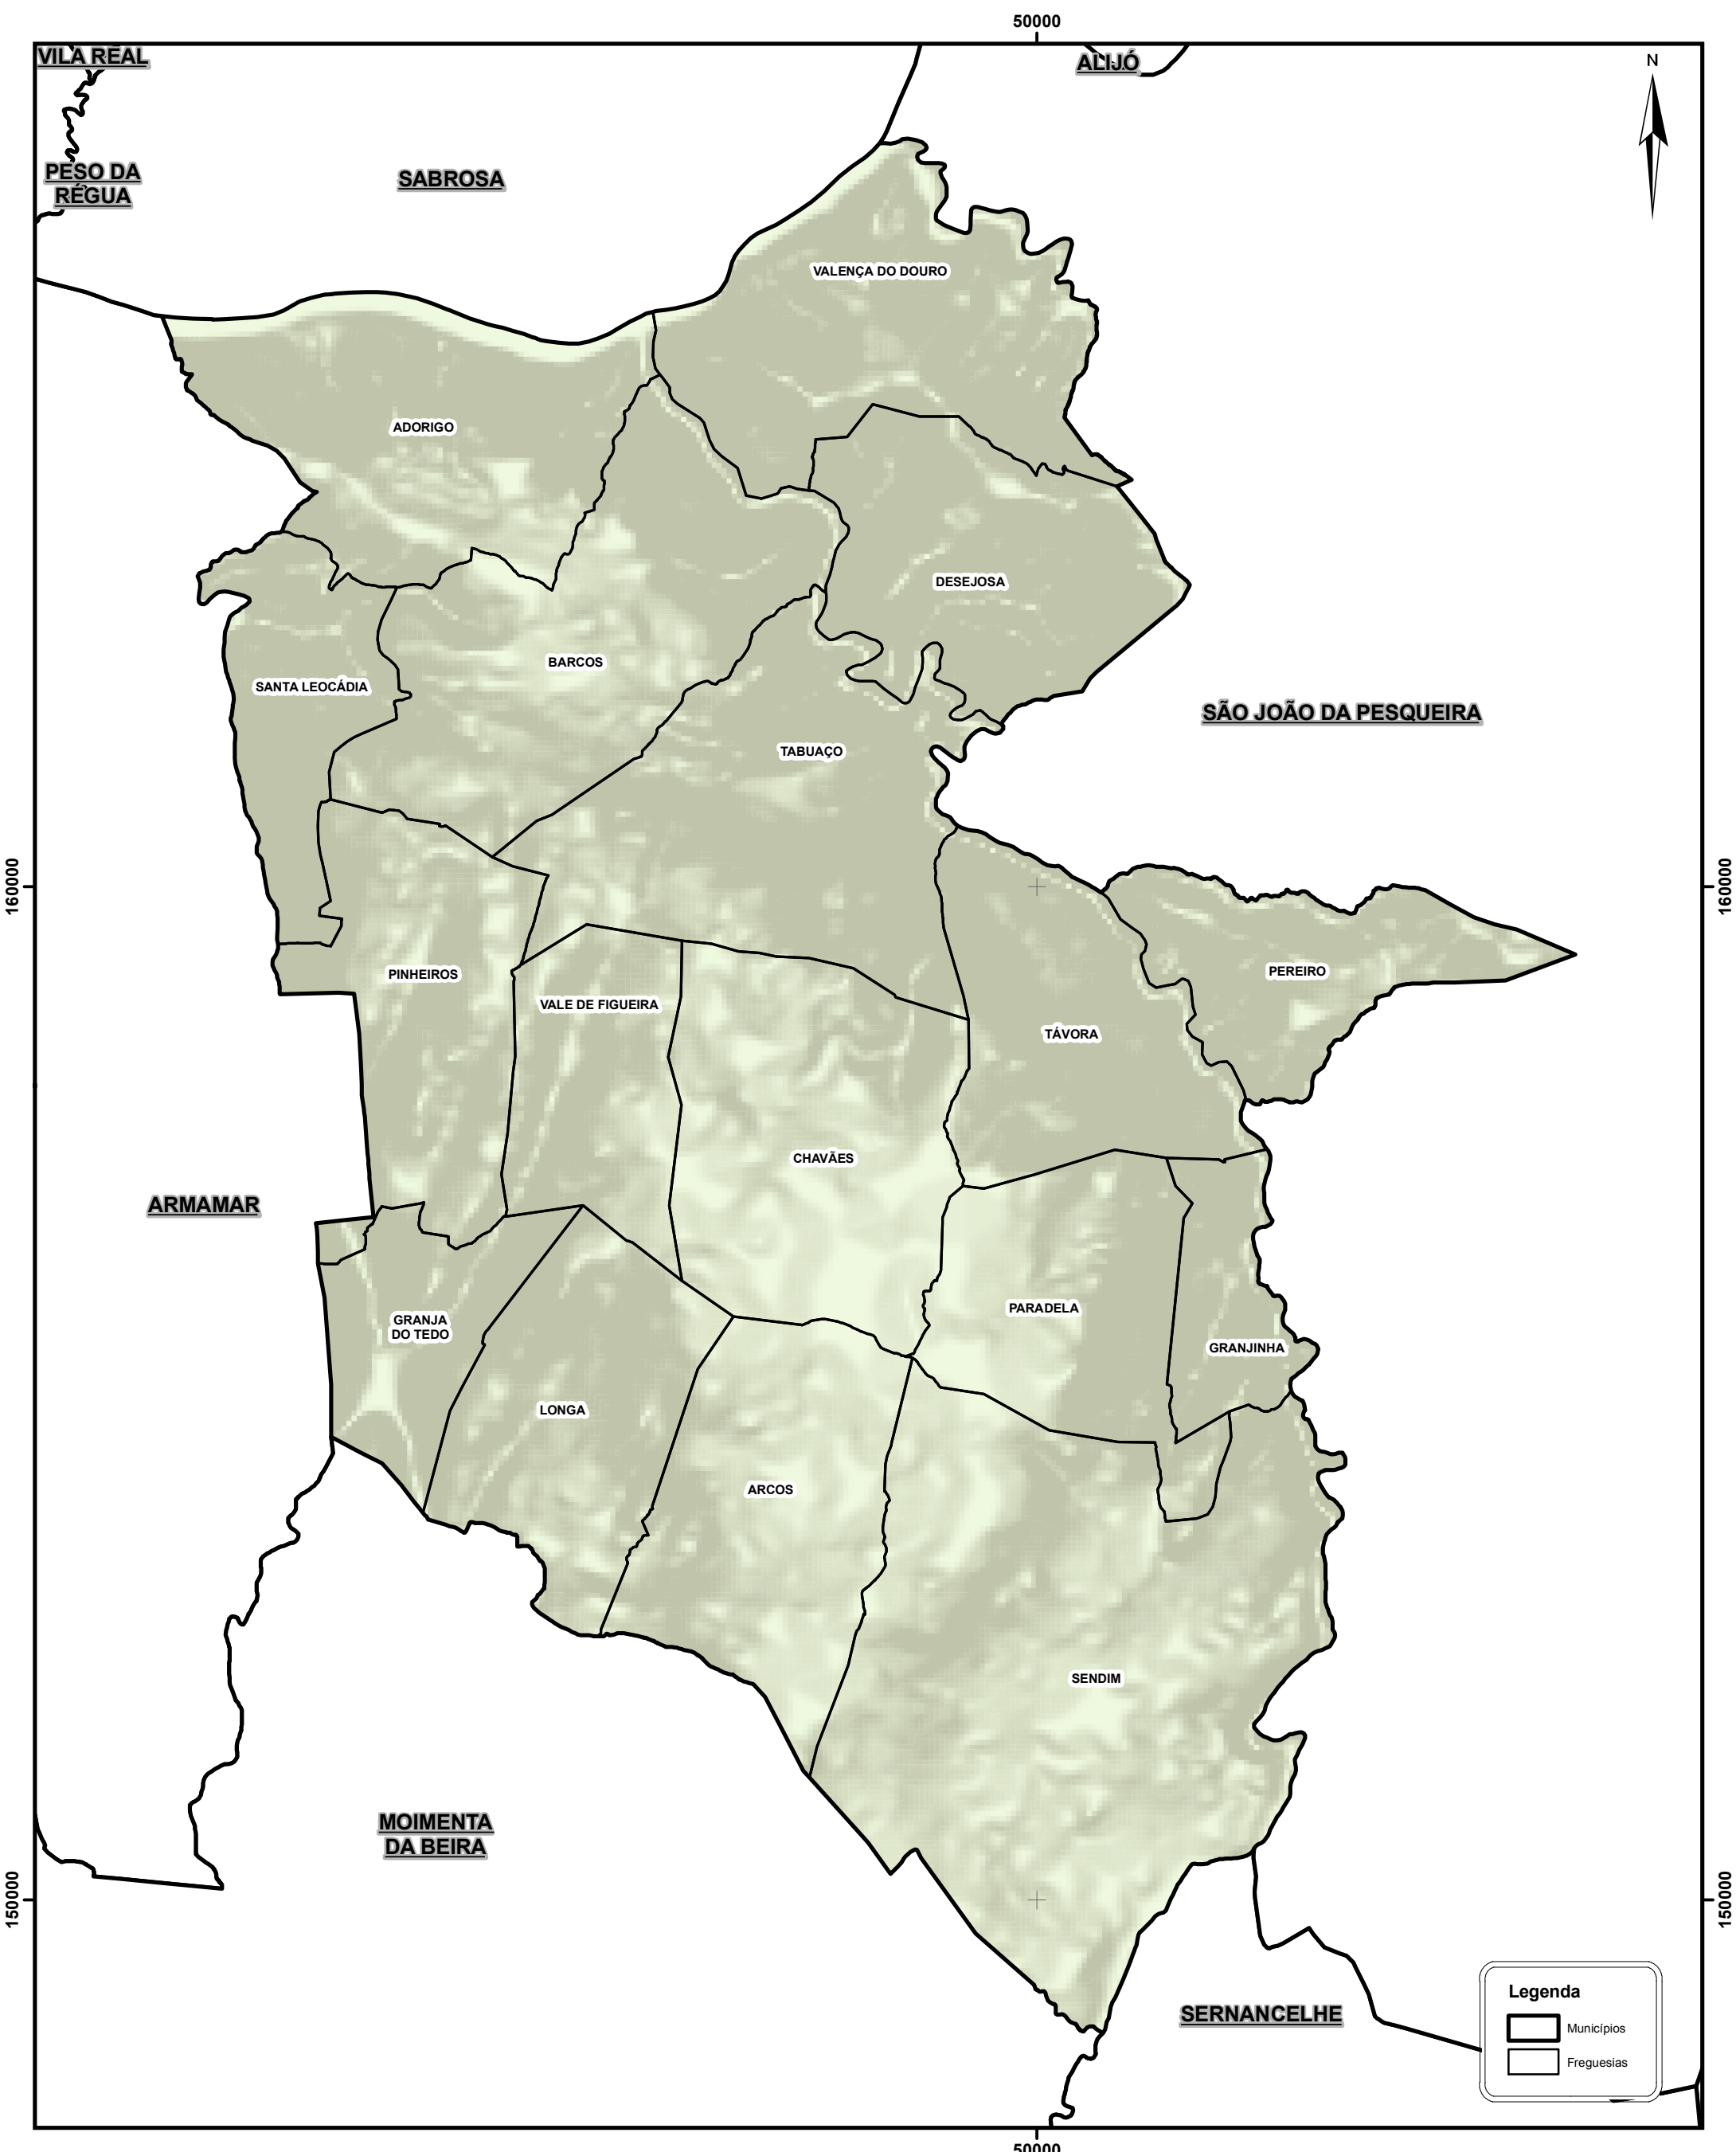 50000
VILA REAL
ALIJÓ
N
PESO DA
RÉGUA
SABROSA
VALENÇA DO DOURO
ADORIGO
DESEJOSA
BARCOS
SANTA LEOCÁDIA
SÃO JOÃO DA PESQUEIRA
TABUAÇO
160000
160000
PINHEIROS
PEREIRO
VALE DE FIGUEIRA
TÁVORA
CHAVÃES
ARMAMAR
PARADELA
GRANJA
DO TEDO
GRANJINHA
LONGA
ARCOS
SENDIM
MOIMENTA
DA BEIRA
150000
150000
SERNANCELHE
Legenda
Municípios
Freguesias
50000